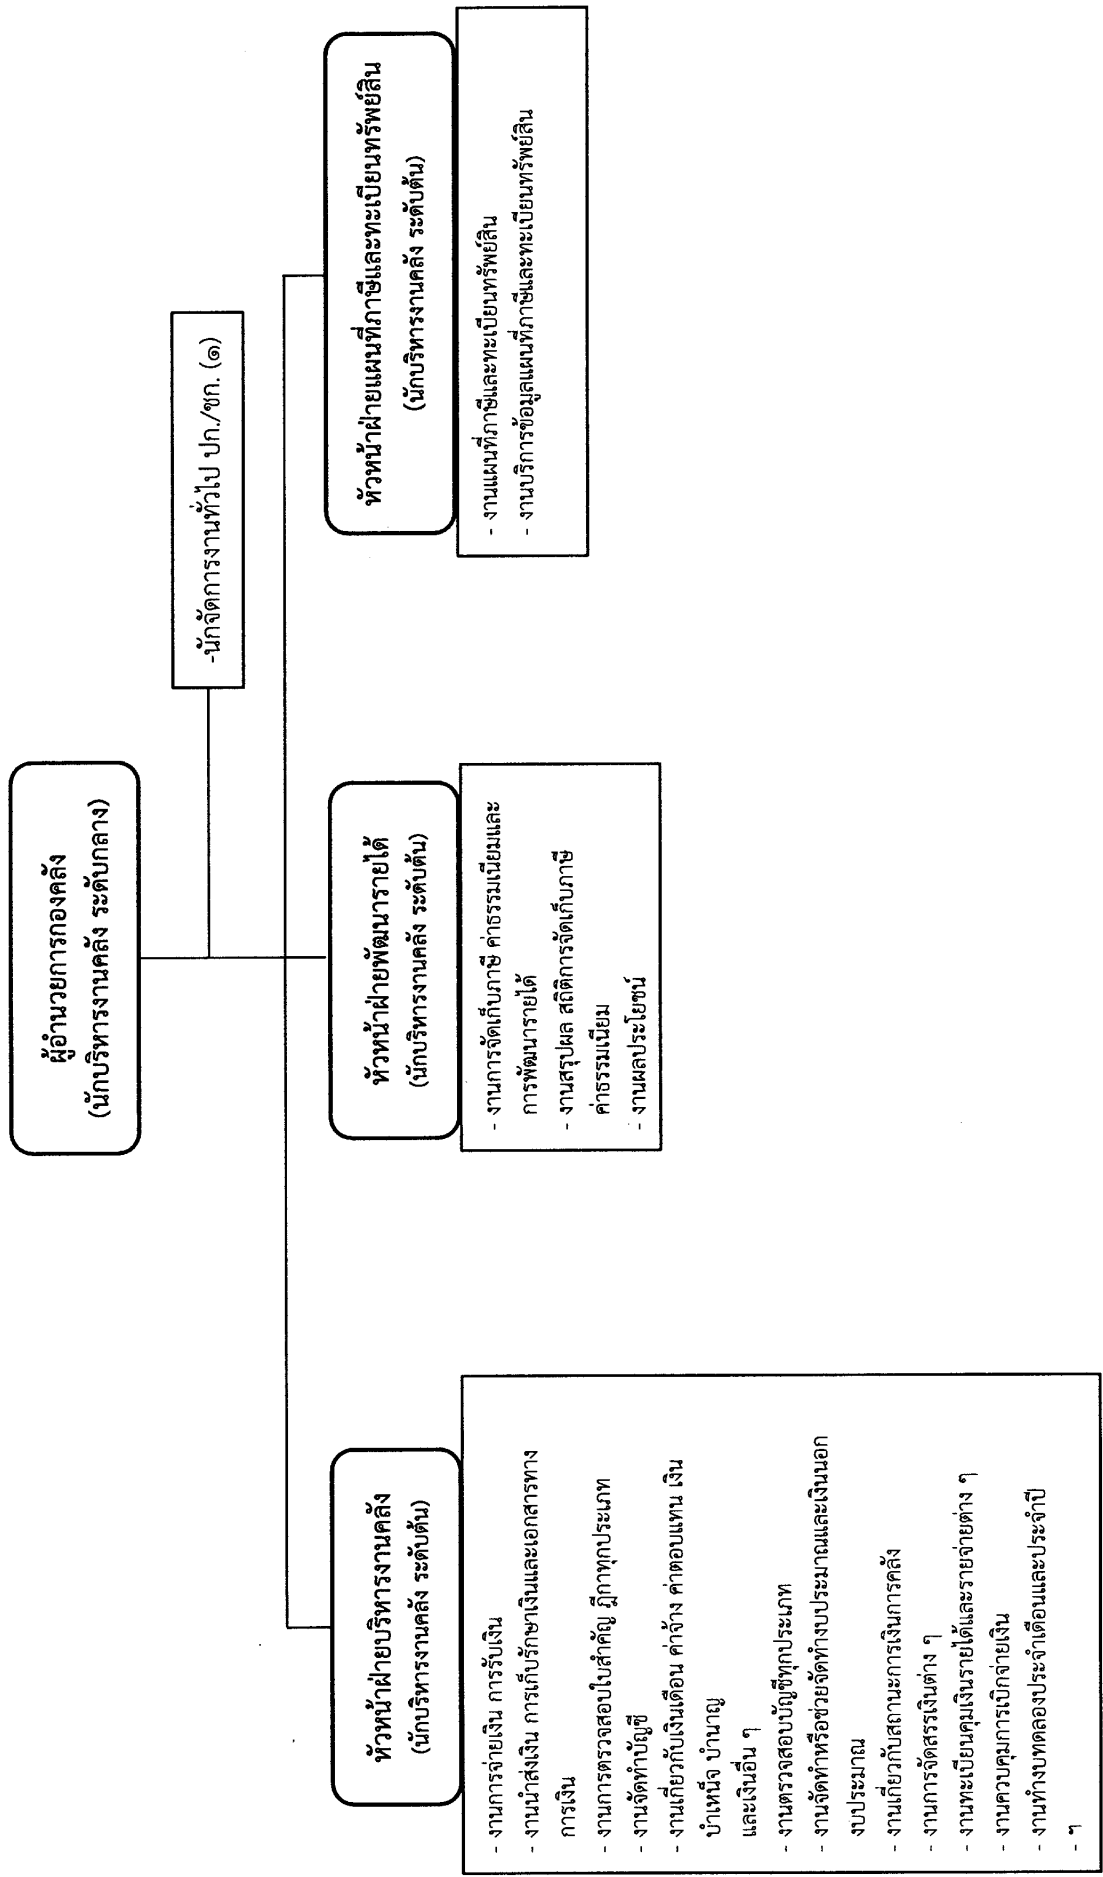 ผู้อำนวยการกองคลัง
(นักบริหารงานคลัง ระดับกลาง)
-นักจัดการงานทั่วไป ปก./ชก. (๑)
หัวหน้าฝ่ายบริหารงานคลัง
(นักบริหารงานคลัง ระดับต้น)
- งานการจ่ายเงิน การรับเงิน
- งานนำส่งเงิน การเก็บรักษาเงินและเอกสารทาง
การเงิน
- งานการตรวจสอบใบสำคัญ ฎีกาทุกประเภท
- งานจัดทำบัญชี
- งานเกี่ยวกับเงินเดือน ค่าจ้าง ค่าตอบแทน เงิน
บำเหน็จ บำนาญ
และเงินอื่น ๆ
- งานตรวจสอบบัญชีทุกประเภท
- งานจัดทำหรือช่วยจัดทำงบประมาณและเงินนอก
งบประมาณ
- งานเกี่ยวกับสถานะการเงินการคลัง
- งานการจัดสรรเงินต่าง ๆ
- งานทะเบียนคุมเงินรายได้และรายจ่ายต่าง ๆ
- งานควบคุมการเบิกจ่ายเงิน
- งานทำงบทดลองประจำเดือนและประจำปี
- ๆ
หัวหน้าฝ่ายพัฒนารายได้
(นักบริหารงานคลัง ระดับต้น)
- งานการจัดเก็บภาษี ค่าธรรมเนียมและ
การพัฒนารายได้
- งานสรุปผล สถิติการจัดเก็บภาษี
ค่าธรรมเนียม
- งานผลประโยชน์
หัวหน้าฝ่ายแผนที่ภาษีและทะเบียนทรัพย์สิน
(นักบริหารงานคลัง ระดับต้น)
- งานแผนที่ภาษีและทะเบียนทรัพย์สิน
- งานบริการข้อมูลแผนที่ภาษีและทะเบียนทรัพย์สิน